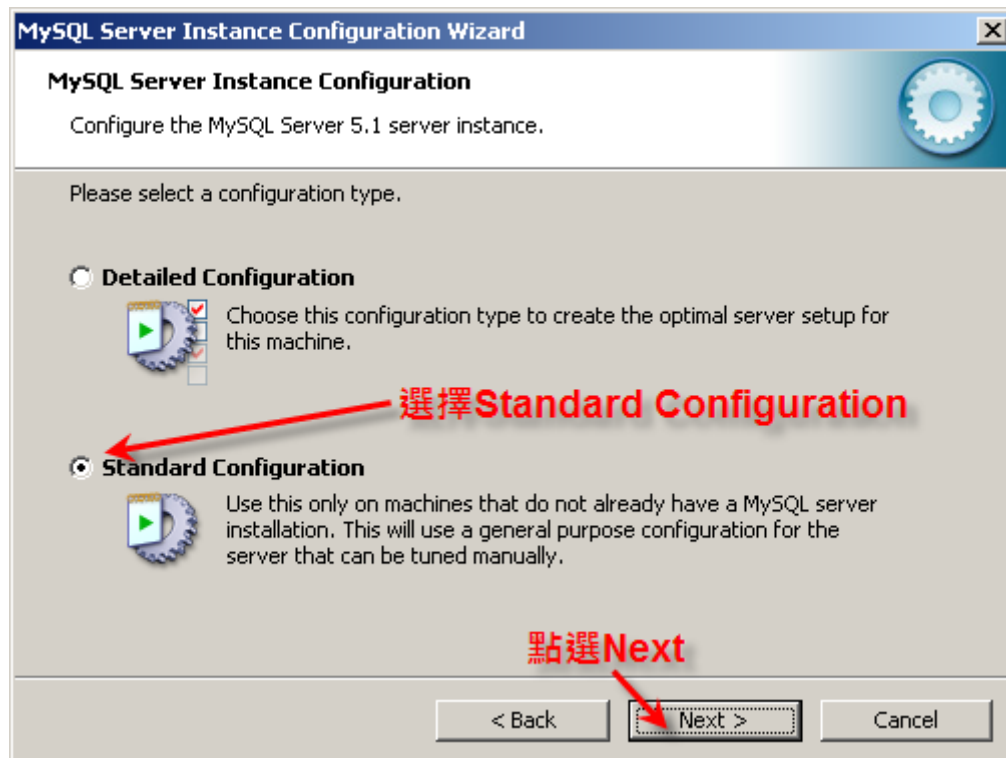 MySQL Server Instance Configuration Wizard
MySQL Server Instance Configuration
Configure the MySQL Server 5.1 server instance.
Please select a configuration type.
Detailed Configuration
Choose this configuration type to create the optimal server setup for
this machine.
選擇Standard Configuration
Standard Configuration
Use this only on machines that do not already have a MySQL server
installation. This will use a general purpose configuration for the
server that can be tuned manually.
點選Next
< Back
Next >
Cancel